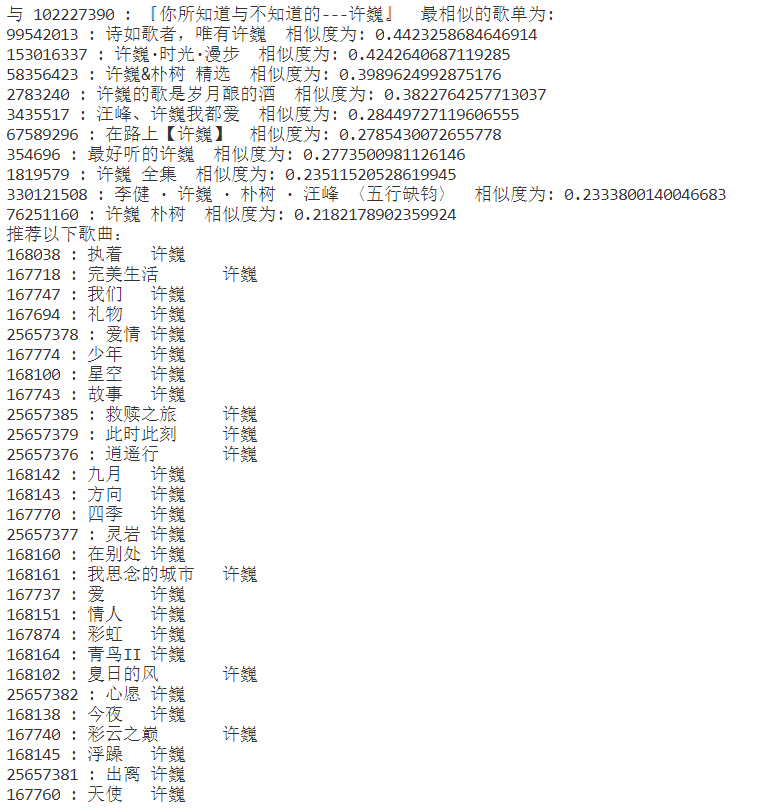 与 102227390 : 『你所知道与不知道的---许巍』  最相似的歌单为:
99542013 : 诗如歌者，唯有许巍  相似度为: 0.4423258684646914
153016337 : 许巍·时光·漫步  相似度为: 0.4242640687119285
58356423 : 许巍&朴树 精选  相似度为: 0.3989624992875176
2783240 : 许巍的歌是岁月酿的酒  相似度为: 0.3822764257713037
3435517 : 汪峰、许巍我都爱  相似度为: 0.28449727119606555
67589296 : 在路上【许巍】  相似度为: 0.2785430072655778
354696 : 最好听的许巍  相似度为: 0.2773500981126146
1819579 : 许巍 全集  相似度为: 0.23511520528619945
330121508 : 李健 · 许巍 · 朴树 · 汪峰 〈五行缺钧〉  相似度为: 0.2333800140046683
76251160 : 许巍 朴树  相似度为: 0.2182178902359924
推荐以下歌曲：
168038 : 执着  许巍
167718 : 完美生活  许巍
167747 : 我们  许巍
167694 : 礼物  许巍
25657378 : 爱情  许巍
167774 : 少年  许巍
168100 : 星空  许巍
167743 : 故事  许巍
25657385 : 救赎之旅  许巍
25657379 : 此时此刻  许巍
25657376 : 逍遥行  许巍
168142 : 九月  许巍
168143 : 方向  许巍
167770 : 四季  许巍
25657377 : 灵岩  许巍
168160 : 在别处  许巍
168161 : 我思念的城市  许巍
167737 : 爱  许巍
168151 : 情人  许巍
167874 : 彩虹  许巍
168164 : 青鸟II  许巍
168102 : 夏日的风  许巍
25657382 : 心愿  许巍
168138 : 今夜  许巍
167740 : 彩云之巅  许巍
168145 : 浮躁  许巍
25657381 : 出离  许巍
167760 : 天使  许巍